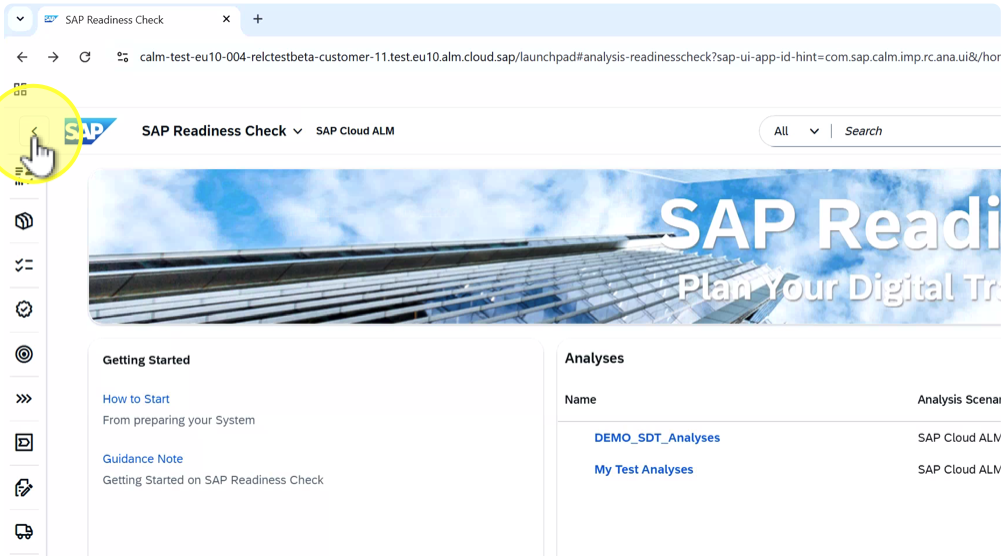 SAP Readiness Check
calm-test-eu10-004-relctestbeta-customer-11.test.eu10.alm.cloud.sap/launchpad#analysis-readinesscheck?sap-ui-app-id-hint=com.sap.calm.imp.rc.ana.ui&/hor
SAP SAP Readiness Check SAP Cloud ALM All Search
SAP Readi
Plan Your Digital Tr
Getting Started
How to Start
From preparing your System
Guidance Note
Getting Started on SAP Readiness Check
Analyses
Name Analysis Scenar
DEMO_SDT_Analyses SAP Cloud ALM
My Test Analyses SAP Cloud ALM